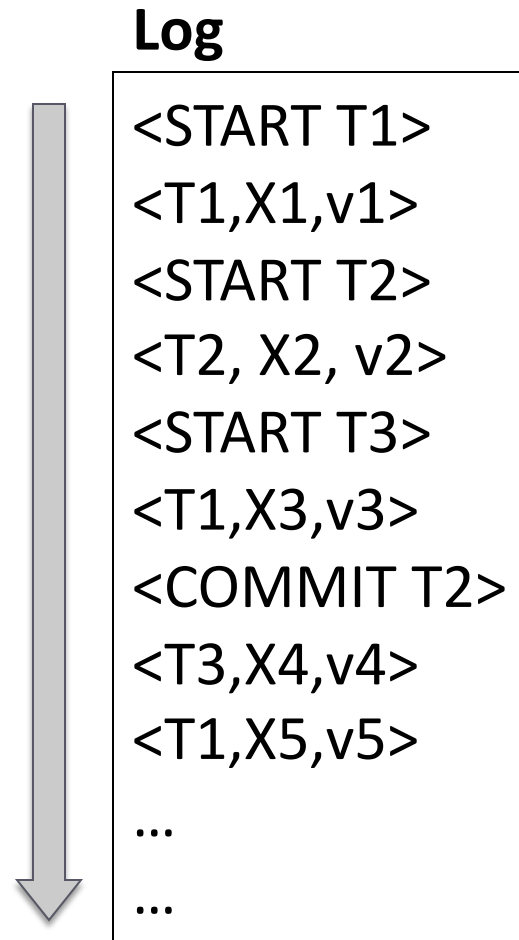 Log
<START T1>
<T1,X1,v1>
<START T2>
<T2, X2, v2>
<START T3>
<T1,X3,v3>
<COMMIT T2>
<T3,X4,v4>
<T1,X5,v5>
...
...